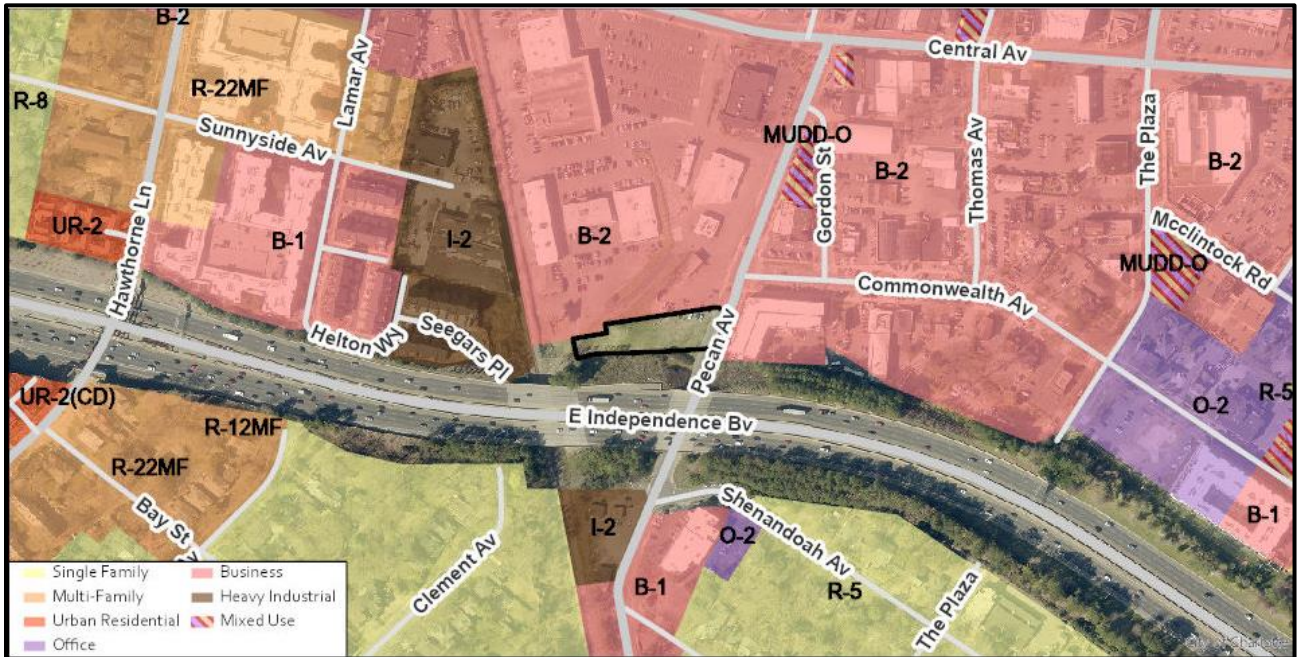 B-2
Central Av
R-22MF
Lamar Av
R-8
Sunnyside Av
MUDD-O
Gordon St
B-2
Thomas Av
The Plaza
B-2
Mcclintock Rd
UR-2
Hawthorne Ln
B-1
I-2
B-2
MUDD-O
Commonwealth Av
Helton Wy
Seegars Pl
Pecan Av
UR-2(CD)
R-12MF
E Independence Bv
O-2
R-5
R-22MF
Bay St
Clement Av
I-2
Shenandoah Av
O-2
B-1
B-1
R-5
The Plaza
Single Family
Business
Multi-Family
Heavy Industrial
Urban Residential
Mixed Use
Office
City of Charlotte